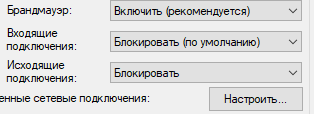 Брандмауэр: Включить (рекомендуется)
Входящие подключения: Блокировать (по умолчанию)
Исходящие подключения: Блокировать
енные сетевые подключения: Настроить...